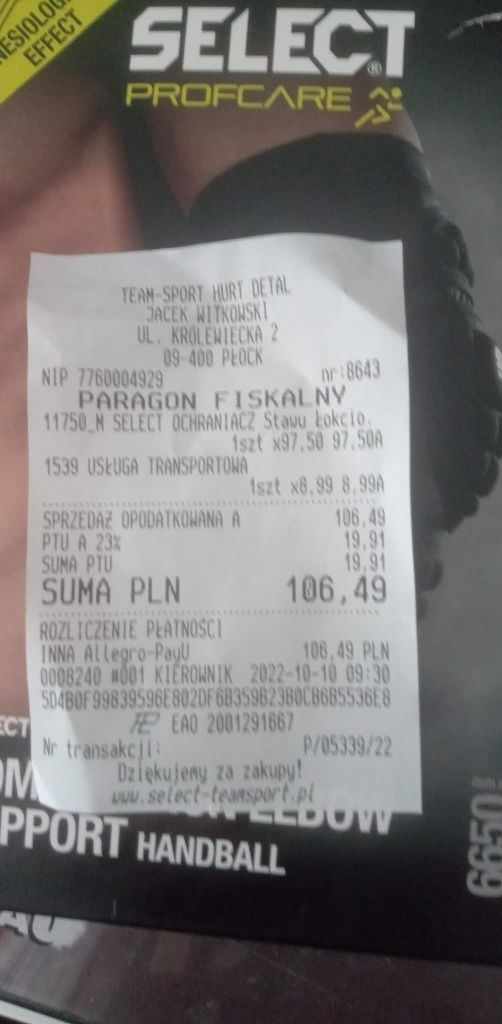 NESIOLOG
EFFECT
SELECT
PROFCARE
TEAM-SPORT HURT DETAL
JACEK WITKOWSKI
UL. KRÓLEWIECKA 2
09-400 PŁOCK
NIP 7760004929 nr:8643
PARAGON FISKALNY
11750_M SELECT OCHRANIACZ Stawu Łokcio.
1szt x97,50 97,50A
1539 USŁUGA TRANSPORTOWA
1szt x8,99 8,99A
SPRZEDAŻ OPODATKOWANA A 106,49
PTU A 23% 19,91
SUMA PTU 19,91
SUMA PLN 106,49
ROZLICZENIE PŁATNOŚCI
INNA Allegro-PayU 106,49 PLN
0008240 #001 KIEROWNIK 2022-10-10 09:30
5D4B0F99839596E802DF6B359B23B0CB6B5536E8
EAO 2001291667
Nr transakcji: P/05339/22
Dziękujemy za zakupy!
www.select-teamsport.pl
ECT
OM ELBOW
PPORT HANDBALL
6650